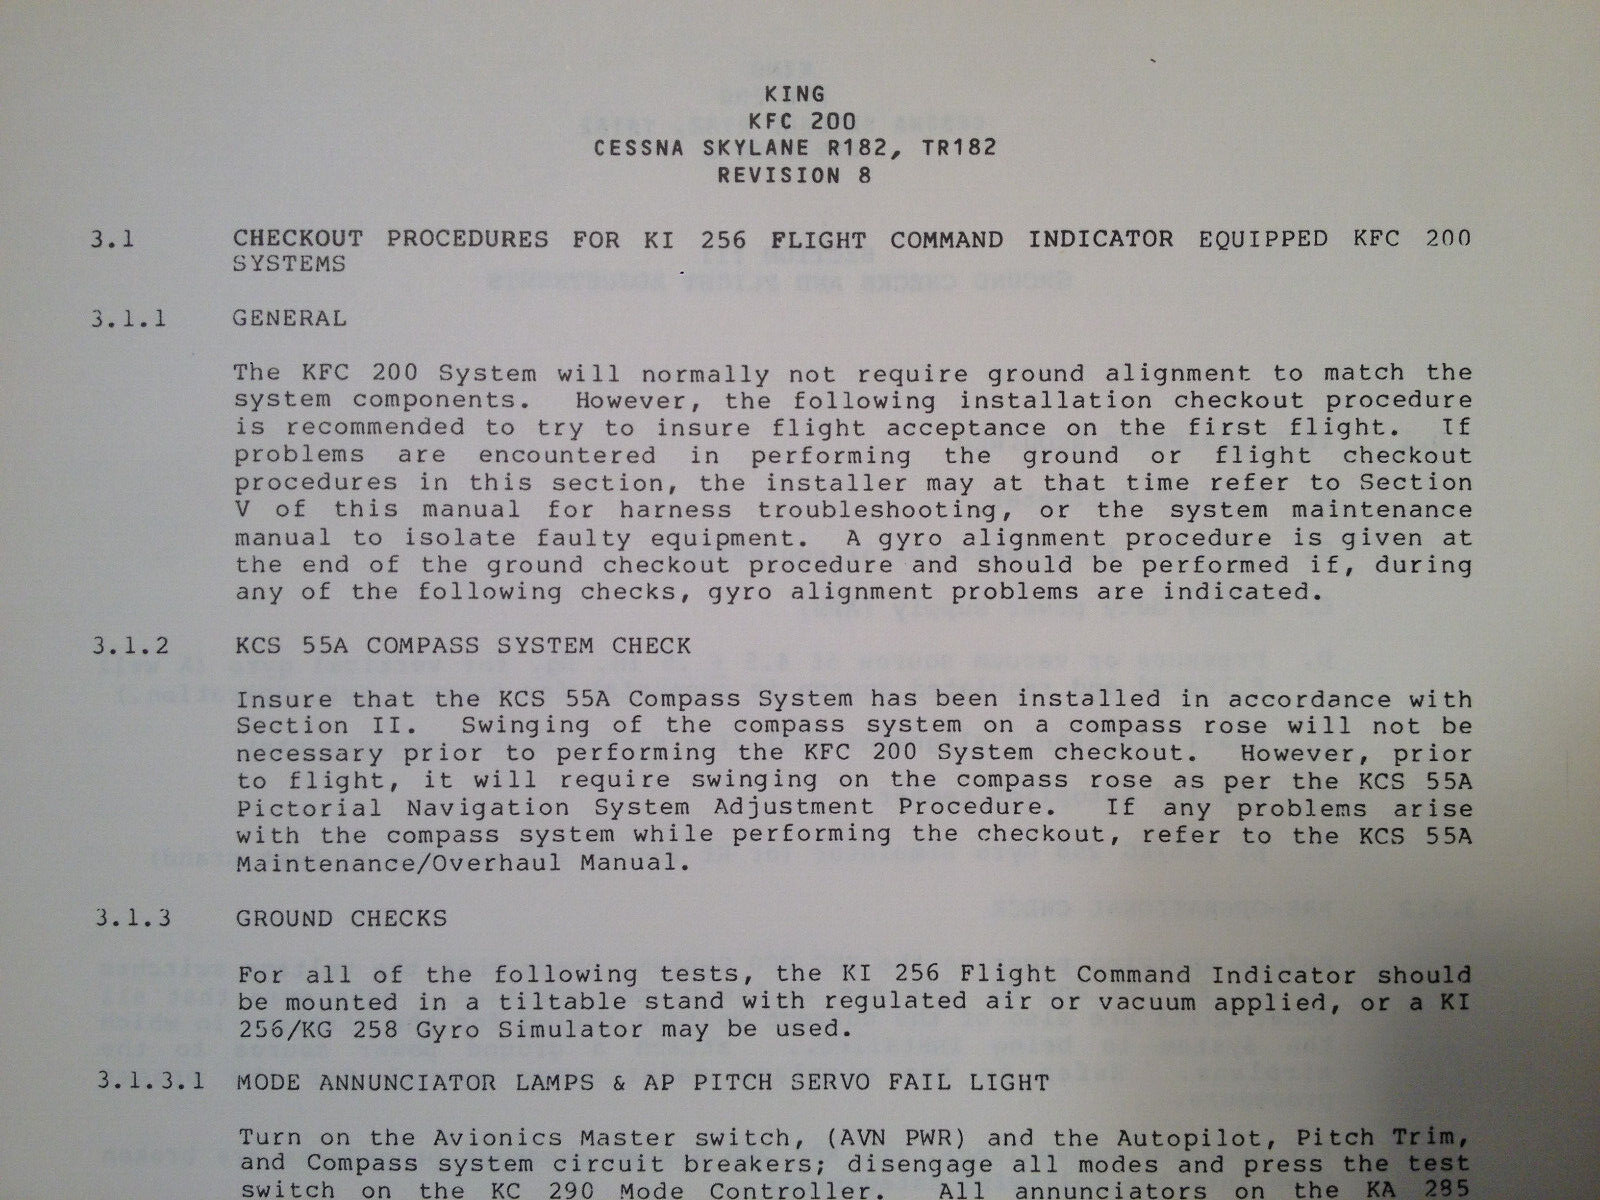 KING
KFC 200
CESSNA SKYLANE R182, TR182
REVISION 8
3.1 CHECKOUT PROCEDURES FOR KI 256 FLIGHT COMMAND INDICATOR EQUIPPED KFC 200
SYSTEMS
3.1.1 GENERAL
The KFC 200 System will normally not require ground alignment to match the
system components. However, the following installation checkout procedure
is recommended to try to insure flight acceptance on the first flight. If
problems are encountered in performing the ground or flight checkout
procedures in this section, the installer may at that time refer to Section
V of this manual for harness troubleshooting, or the system maintenance
manual to isolate faulty equipment. A gyro alignment procedure is given at
the end of the ground checkout procedure and should be performed if, during
any of the following checks, gyro alignment problems are indicated.
3.1.2 KCS 55A COMPASS SYSTEM CHECK
Insure that the KCS 55A Compass System has been installed in accordance with
Section II. Swinging of the compass system on a compass rose will not be
necessary prior to performing the KFC 200 System checkout. However, prior
to flight, it will require swinging on the compass rose as per the KCS 55A
Pictorial Navigation System Adjustment Procedure. If any problems arise
with the compass system while performing the checkout, refer to the KCS 55A
Maintenance/Overhaul Manual.
3.1.3 GROUND CHECKS
For all of the following tests, the KI 256 Flight Command Indicator should
be mounted in a tiltable stand with regulated air or vacuum applied, or a KI
256/KG 258 Gyro Simulator may be used.
3.1.3.1 MODE ANNUNCIATOR LAMPS & AP PITCH SERVO FAIL LIGHT
Turn on the Avionics Master switch, (AVN PWR) and the Autopilot, Pitch Trim,
and Compass system circuit breakers; disengage all modes and press the test
switch on the KC 290 Mode Controller. All annunciators on the KA 285